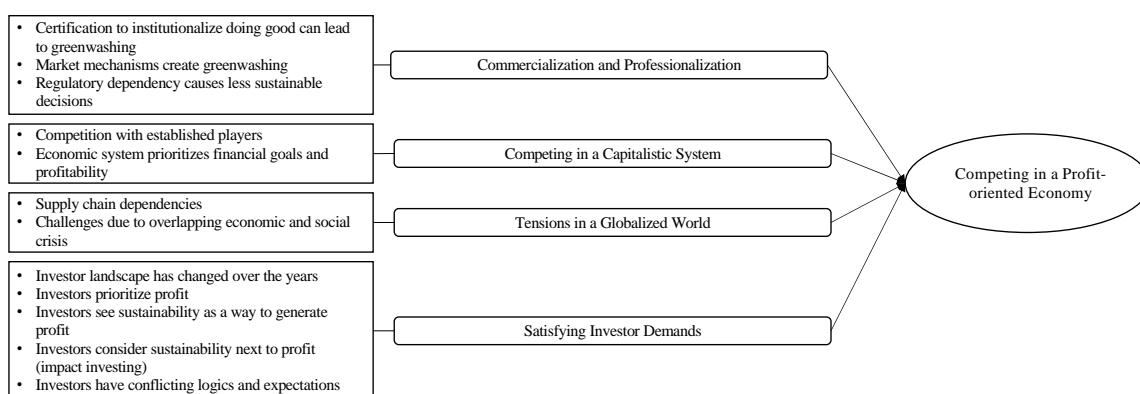 • Certification to institutionalize doing good can lead
to greenwashing
• Market mechanisms create greenwashing
• Regulatory dependency causes less sustainable
decisions
Commercialization and Professionalization
• Competition with established players
• Economic system prioritizes financial goals and
profitability
Competing in a Capitalistic System
• Supply chain dependencies
• Challenges due to overlapping economic and social
crisis
Tensions in a Globalized World
• Investor landscape has changed over the years
• Investors prioritize profit
• Investors see sustainability as a way to generate
profit
• Investors consider sustainability next to profit
(impact investing)
• Investors have conflicting logics and expectations
Satisfying Investor Demands
Competing in a Profit-
oriented Economy